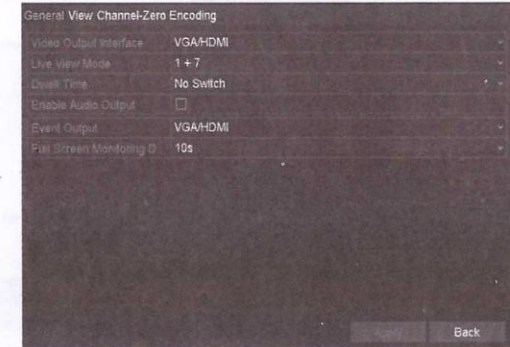 General View Channel-Zero Encoding
Video Output Interface VGA/HDMI
Live View Mode 1 + 7
Dwell Time No Switch
Enable Audio Output
Event Output VGA/HDMI
Full Screen Monitoring D 10s
Apply Back